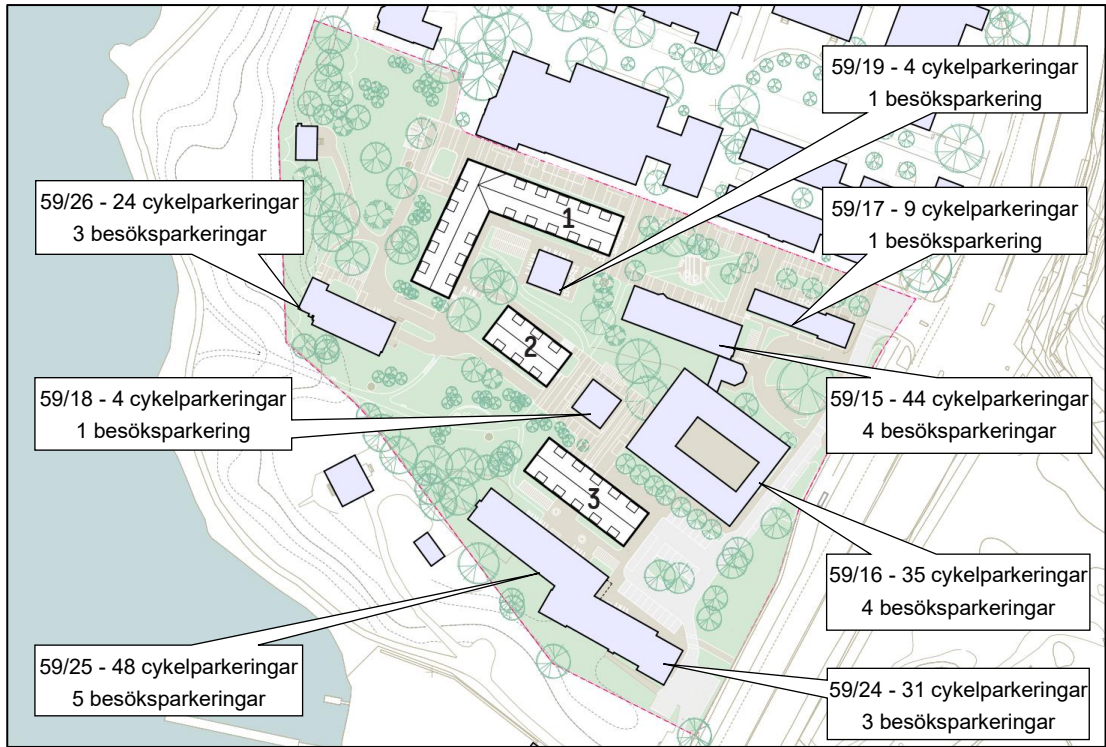 59/19 - 4 cykelparkeringar
1 besöksparkering
59/26 - 24 cykelparkeringar
3 besöksparkeringar
59/17 - 9 cykelparkeringar
1 besöksparkering
1
2
59/18 - 4 cykelparkeringar
1 besöksparkering
59/15 - 44 cykelparkeringar
4 besöksparkeringar
3
59/16 - 35 cykelparkeringar
4 besöksparkeringar
59/25 - 48 cykelparkeringar
5 besöksparkeringar
59/24 - 31 cykelparkeringar
3 besöksparkeringar